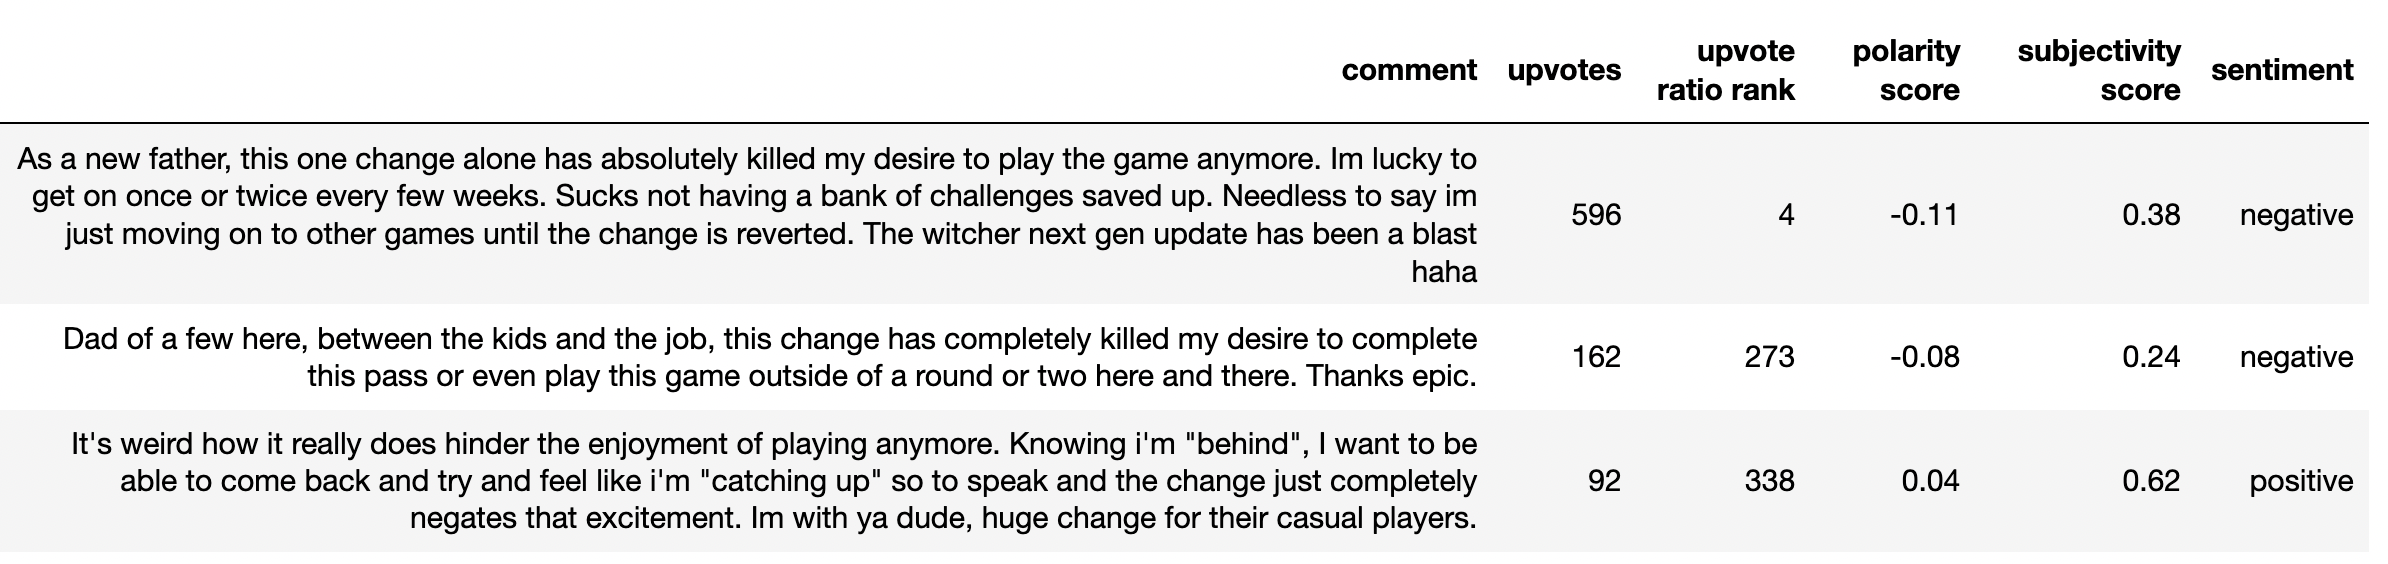 comment upvotes upvote ratio rank polarity score subjectivity score sentiment
As a new father, this one change alone has absolutely killed my desire to play the game anymore. Im lucky to
get on once or twice every few weeks. Sucks not having a bank of challenges saved up. Needless to say im
just moving on to other games until the change is reverted. The witcher next gen update has been a blast
haha
596 4 -0.11 0.38 negative
Dad of a few here, between the kids and the job, this change has completely killed my desire to complete
this pass or even play this game outside of a round or two here and there. Thanks epic.
162 273 -0.08 0.24 negative
It's weird how it really does hinder the enjoyment of playing anymore. Knowing i'm "behind", I want to be
able to come back and try and feel like i'm "catching up" so to speak and the change just completely
negates that excitement. Im with ya dude, huge change for their casual players.
92 338 0.04 0.62 positive